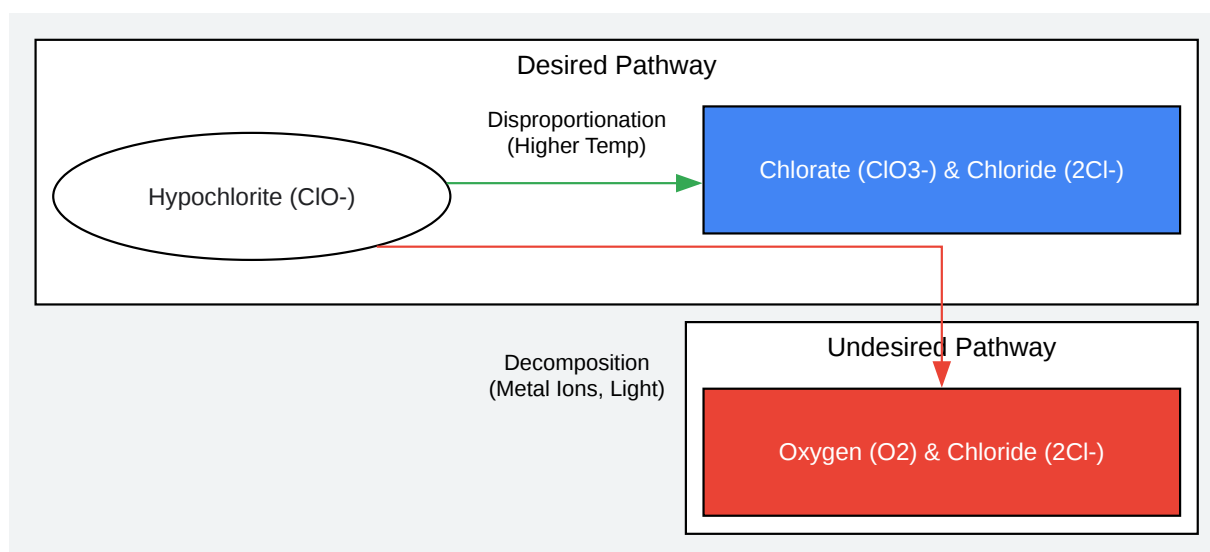 Desired Pathway
Disproportionation
(Higher Temp)
Hypochlorite (ClO-)
Chlorate (ClO3-) & Chloride (2Cl-)
Undesired Pathway
Decomposition
(Metal Ions, Light)
Oxygen (O2) & Chloride (2Cl-)